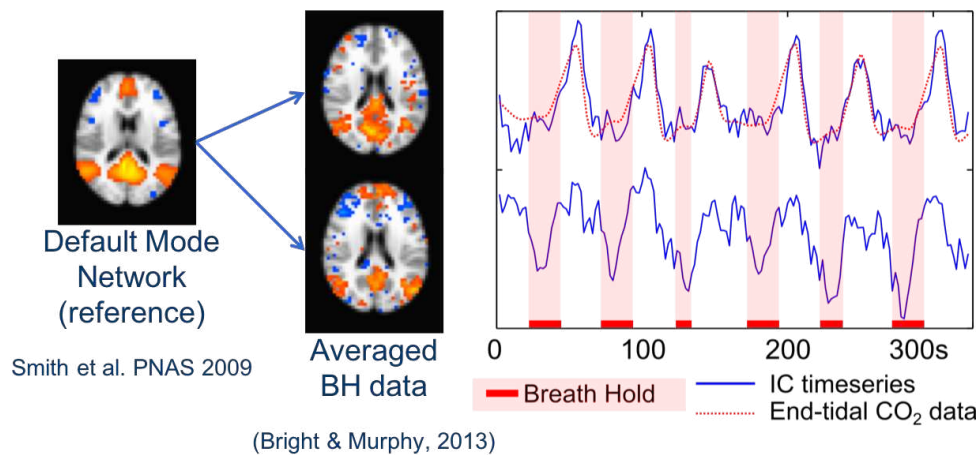 Default Mode
Network
(reference)
Smith et al. PNAS 2009
Averaged
BH data
(Bright & Murphy, 2013)
0 100 200 300s
Breath Hold
IC timeseries
End-tidal CO₂ data